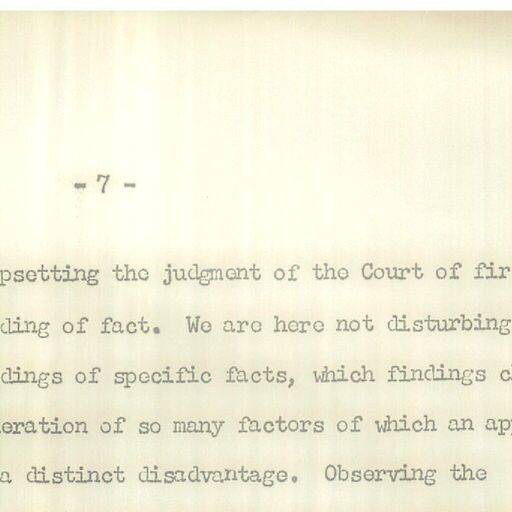 - 7 -
psetting the judgment of the Court of fir
ding of fact. We are here not disturbing
dings of specific facts, which findings c
eration of so many factors of which an ap
a distinct disadvantage. Observing the